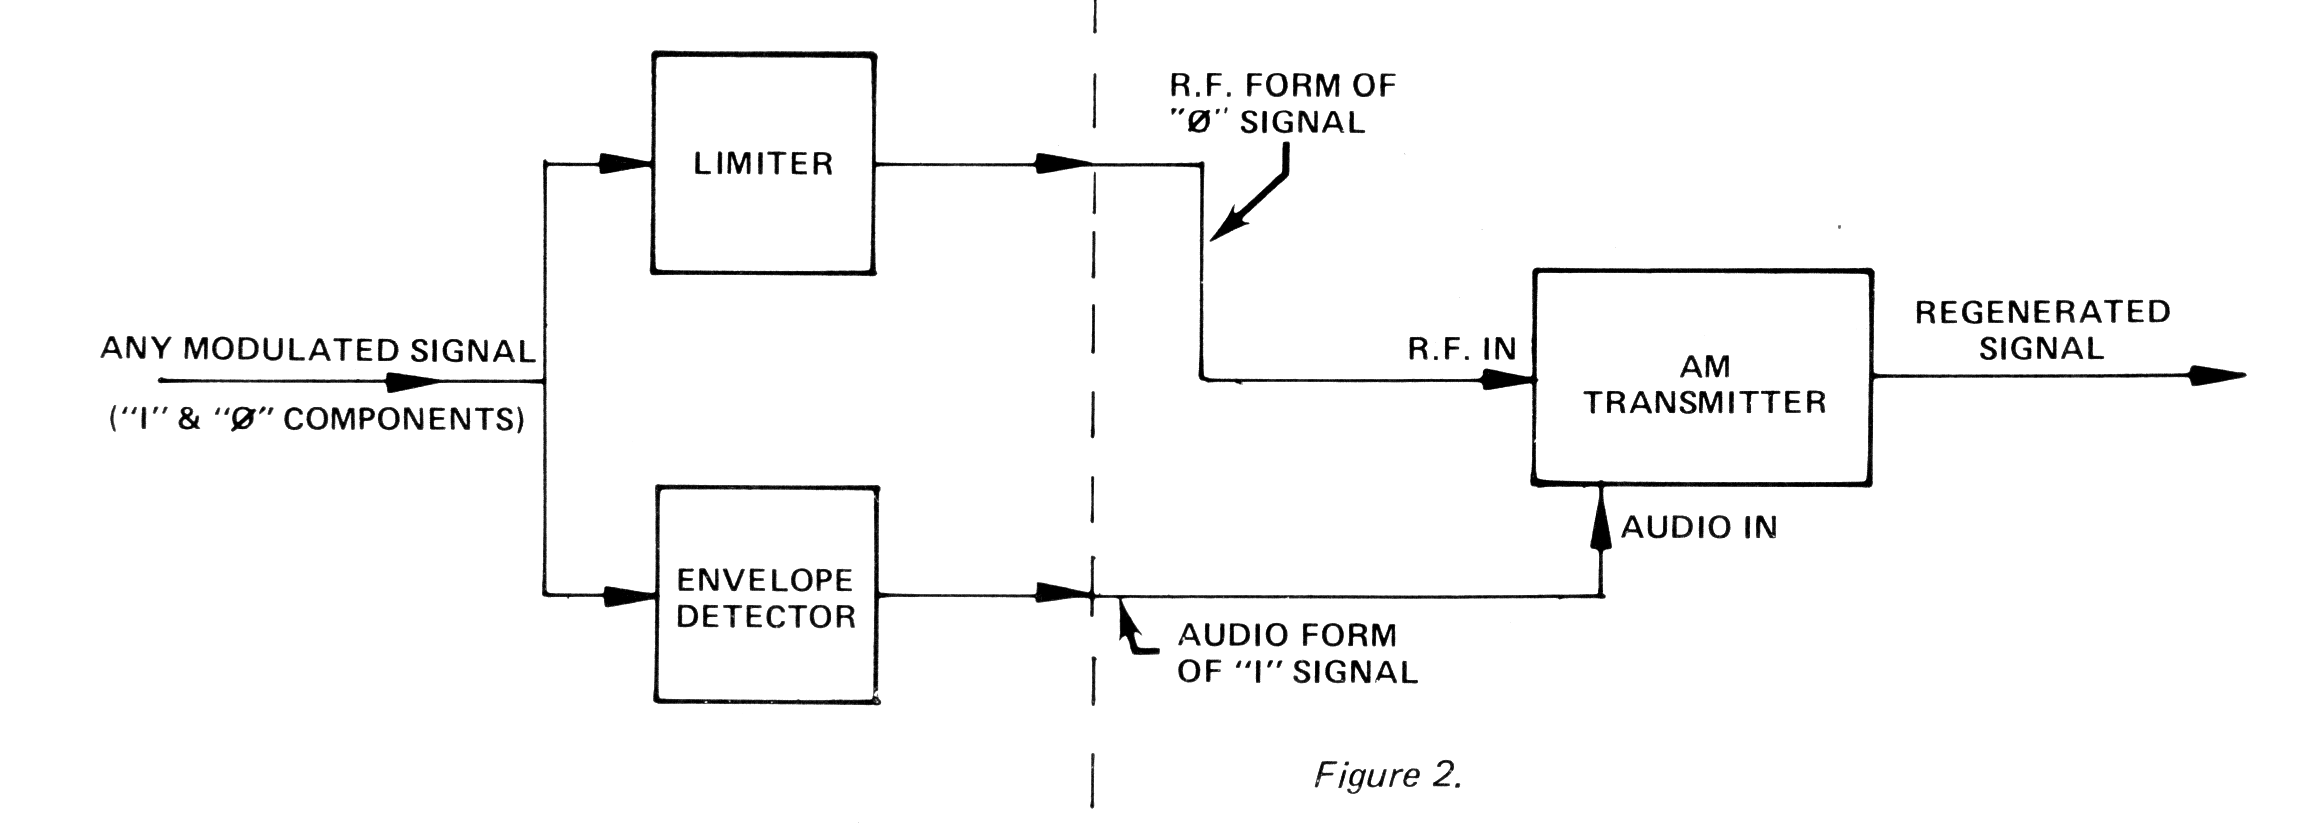 R.F. FORM OF
"Ø" SIGNAL
LIMITER
ANY MODULATED SIGNAL
("I" & "Ø" COMPONENTS)
R.F. IN
AM
TRANSMITTER
REGENERATED
SIGNAL
AUDIO IN
ENVELOPE
DETECTOR
AUDIO FORM
OF "I" SIGNAL
Figure 2.